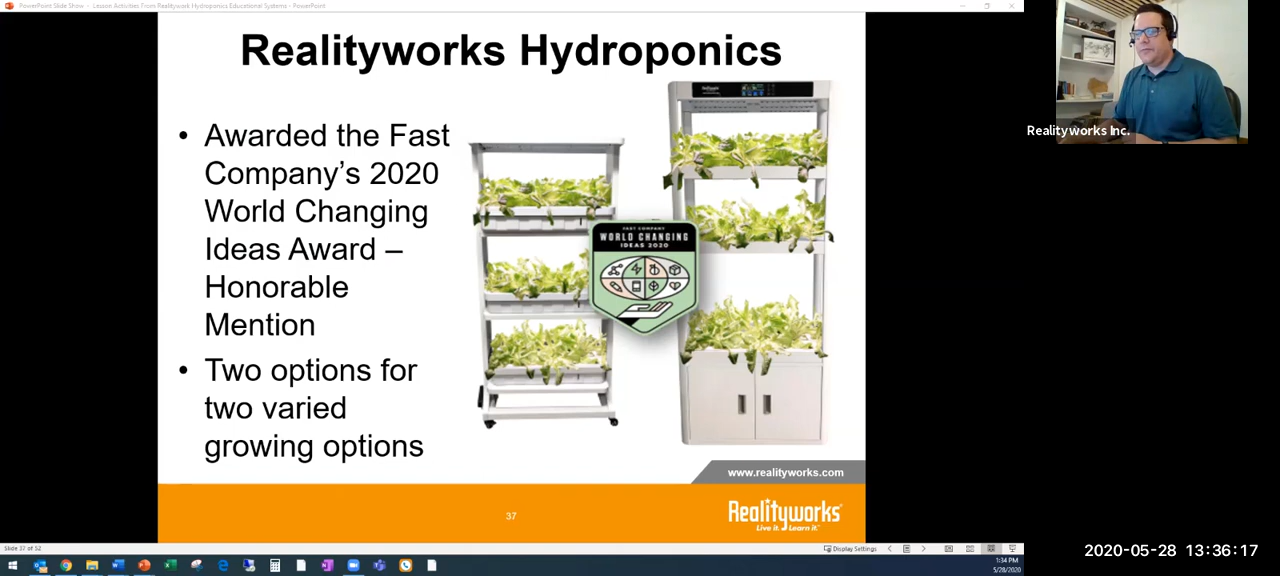 PowerPoint Slide Show - Lesson Activities From Realityworks Hydroponics Educational Systems - PowerPoint
Realityworks Hydroponics
• Awarded the Fast
Company’s 2020
World Changing
Ideas Award –
Honorable
Mention
• Two options for
two varied
growing options
FAST COMPANY
WORLD CHANGING
IDEAS 2020
www.realityworks.com
37
Realityworks
Live it. Learn it.
Realityworks Inc.
Slide 37 of 52
Display Settings
1:34 PM
5/28/2020
2020-05-28 13:36:17